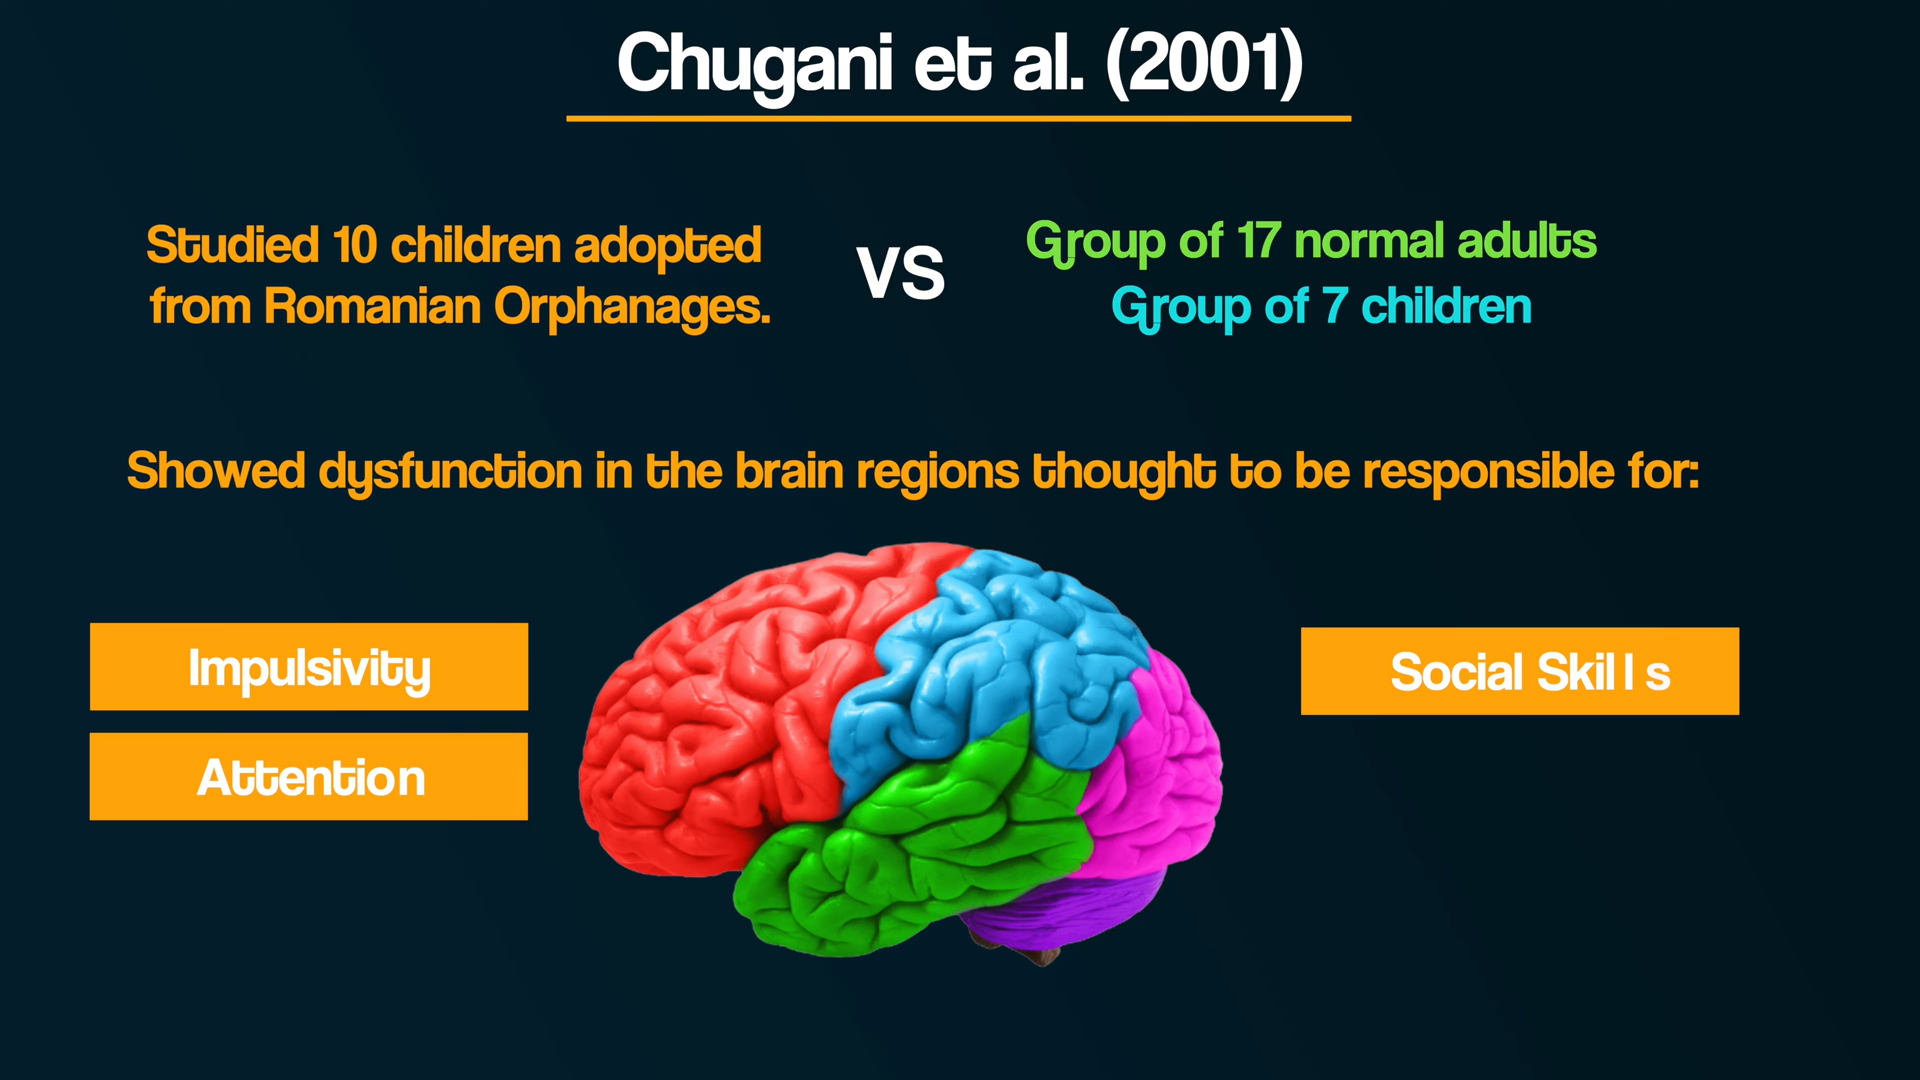 Chugani et al. (2001)
Studied 10 children adopted
from Romanian Orphanages.
VS
Group of 17 normal adults
Group of 7 children
Showed dysfunction in the brain regions thought to be responsible for:
Impulsivity
Attention
Social Skills